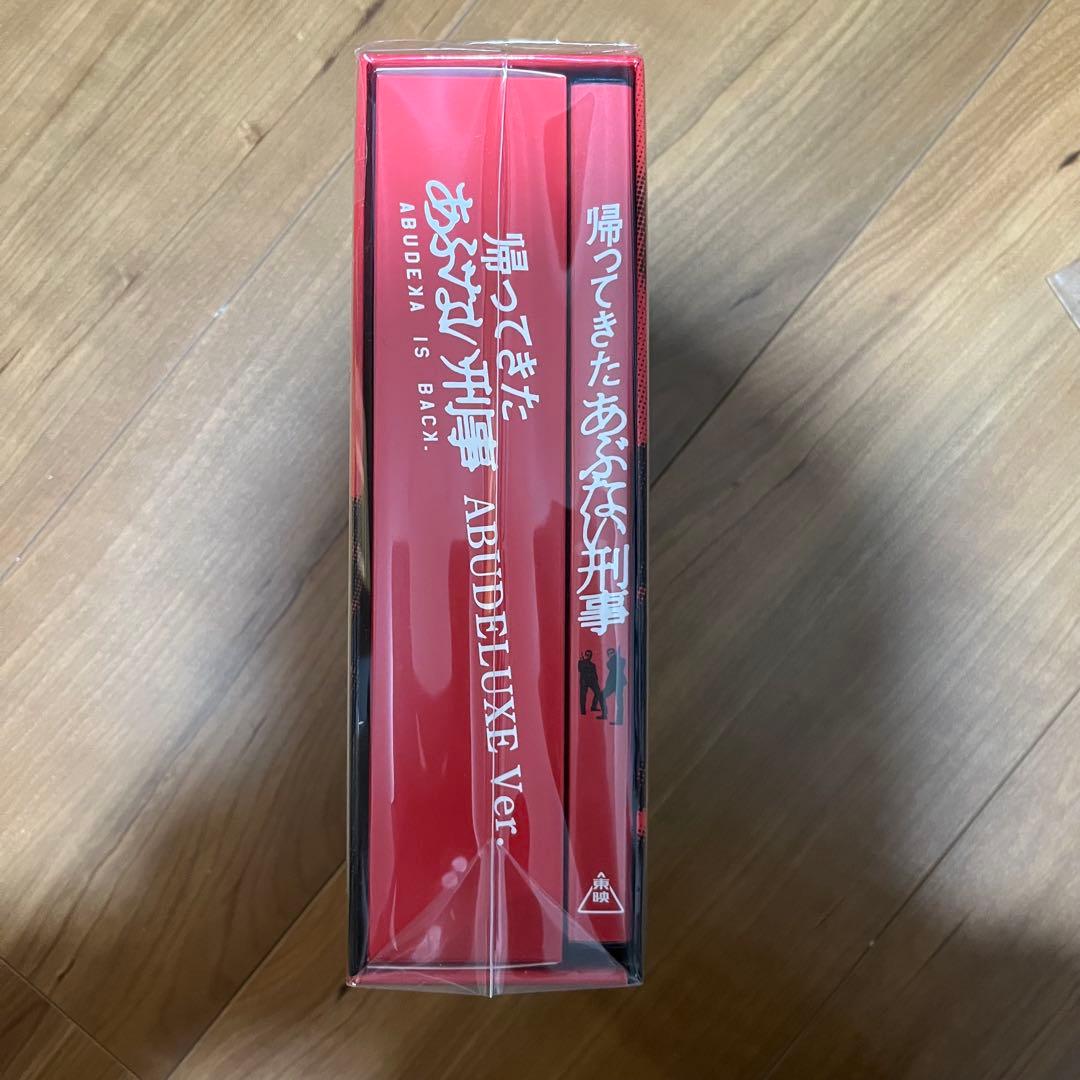 帰ってきた
あぶない刑事
ABUDEKA IS BACK.
ABUDELUXE Ver.
帰ってきた あぶない刑事
東映